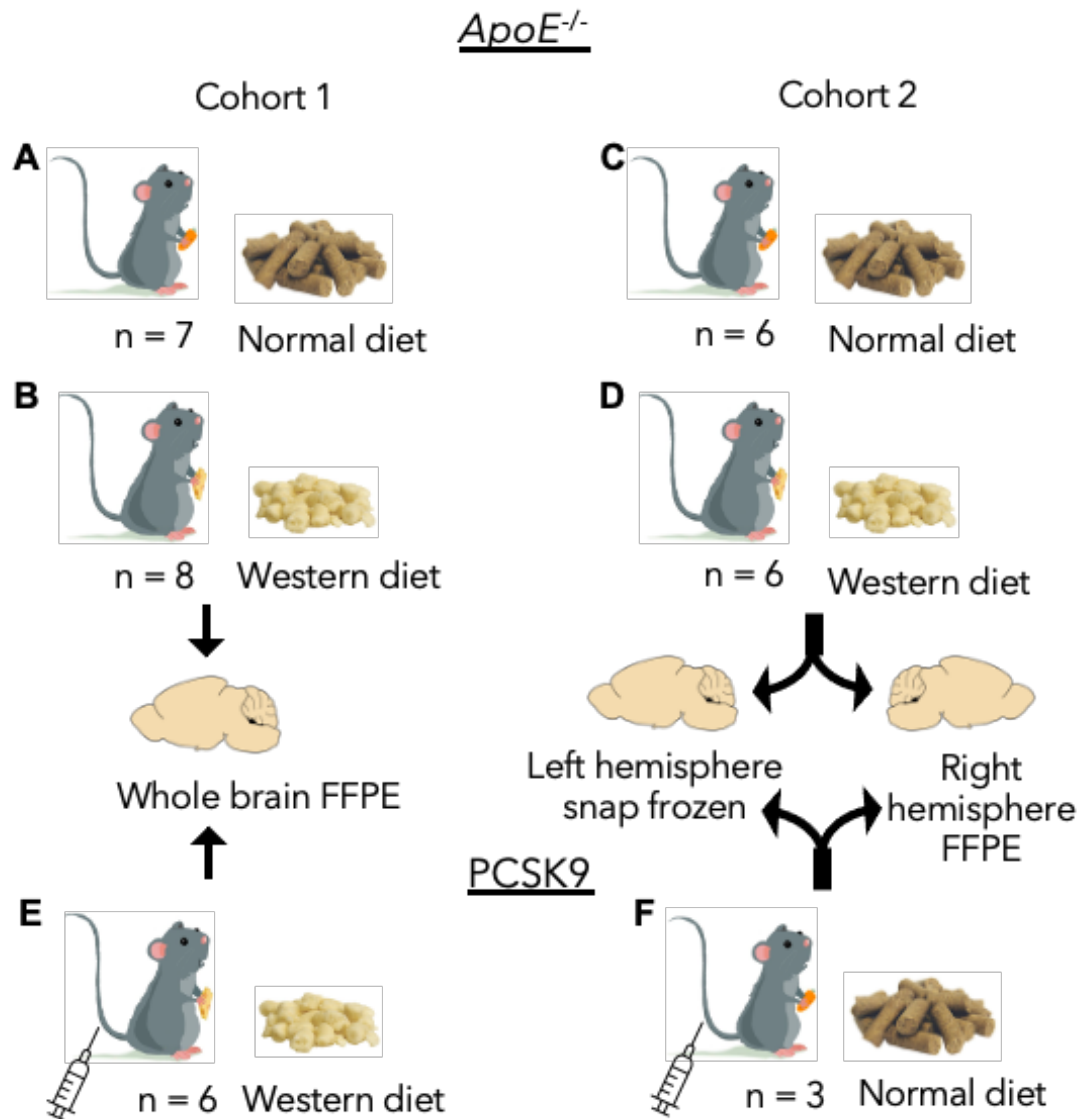 ApoE-/-
Cohort 1
Cohort 2
A
n = 7
Normal diet
C
n = 6
Normal diet
B
n = 8
Western diet
D
n = 6
Western diet
Whole brain FFPE
Left hemisphere
snap frozen
Right
hemisphere
FFPE
PCSK9
E
n = 6
Western diet
F
n = 3
Normal diet